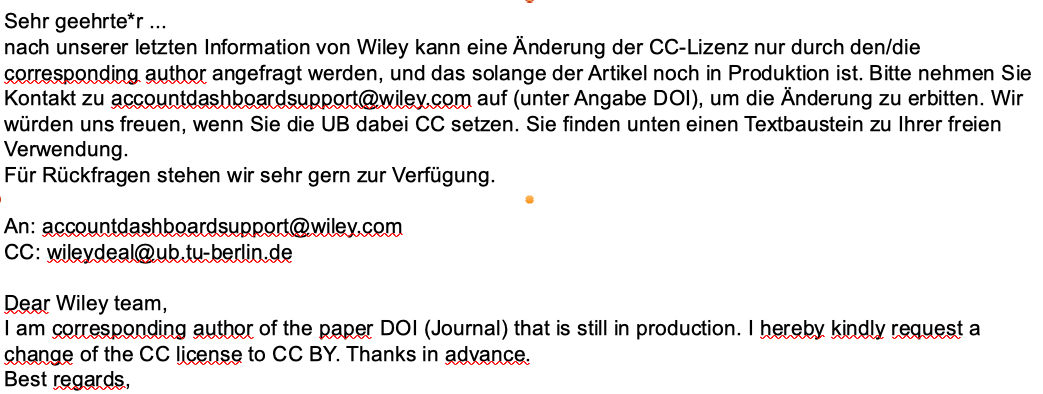 Sehr geehrte*r ...
nach unserer letzten Information von Wiley kann eine Änderung der CC-Lizenz nur durch den/die
corresponding author angefragt werden, und das solange der Artikel noch in Produktion ist. Bitte nehmen Sie
Kontakt zu accountdashboardsupport@wiley.com auf (unter Angabe DOI), um die Änderung zu erbitten. Wir
würden uns freuen, wenn Sie die UB dabei CC setzen. Sie finden unten einen Textbaustein zu Ihrer freien
Verwendung.
Für Rückfragen stehen wir sehr gern zur Verfügung.
An: accountdashboardsupport@wiley.com
CC: wileydeal@ub.tu-berlin.de
Dear Wiley team,
I am corresponding author of the paper DOI (Journal) that is still in production. I hereby kindly request a
change of the CC license to CC BY. Thanks in advance.
Best regards,